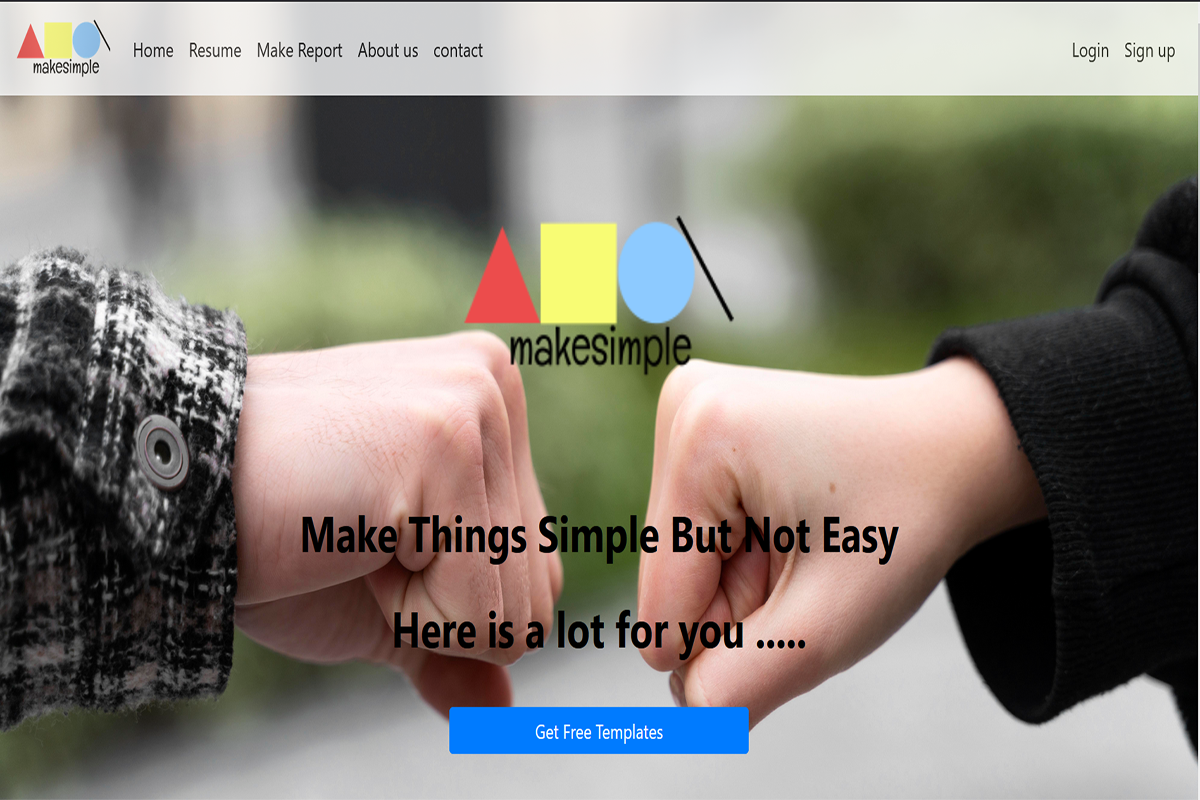 makesimple
Home Resume Make Report About us contact Login Sign up
makesimple
Make Things Simple But Not Easy
Here is a lot for you .....
Get Free Templates